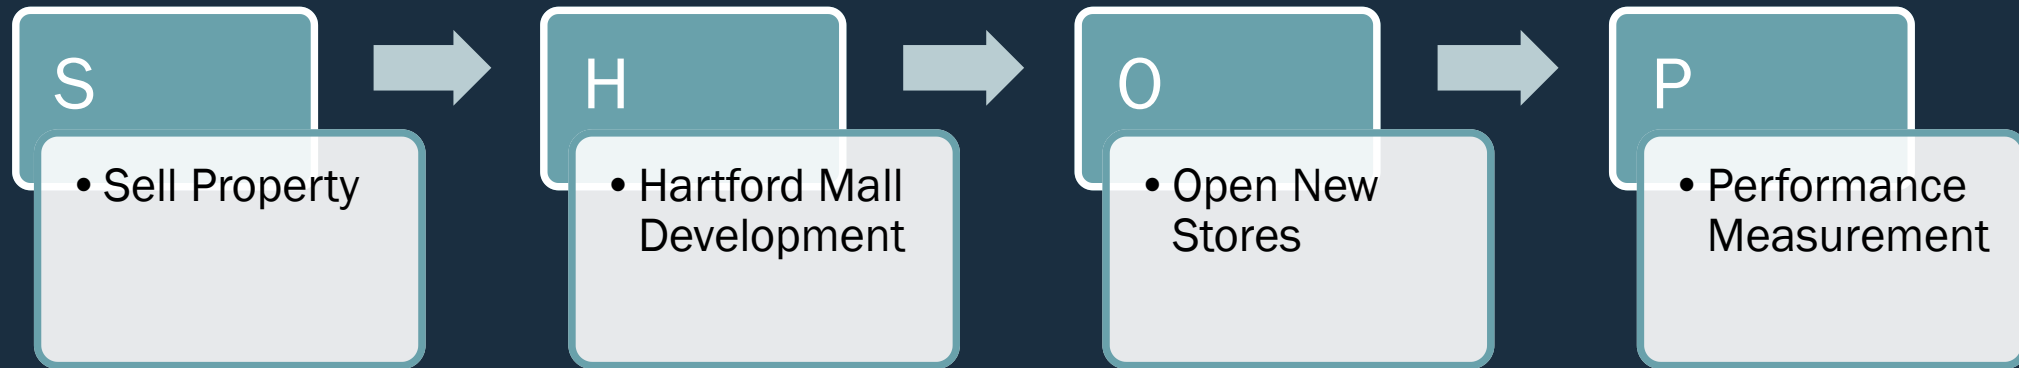 S
• Sell Property
H
• Hartford Mall
Development
O
• Open New
Stores
P
• Performance
Measurement